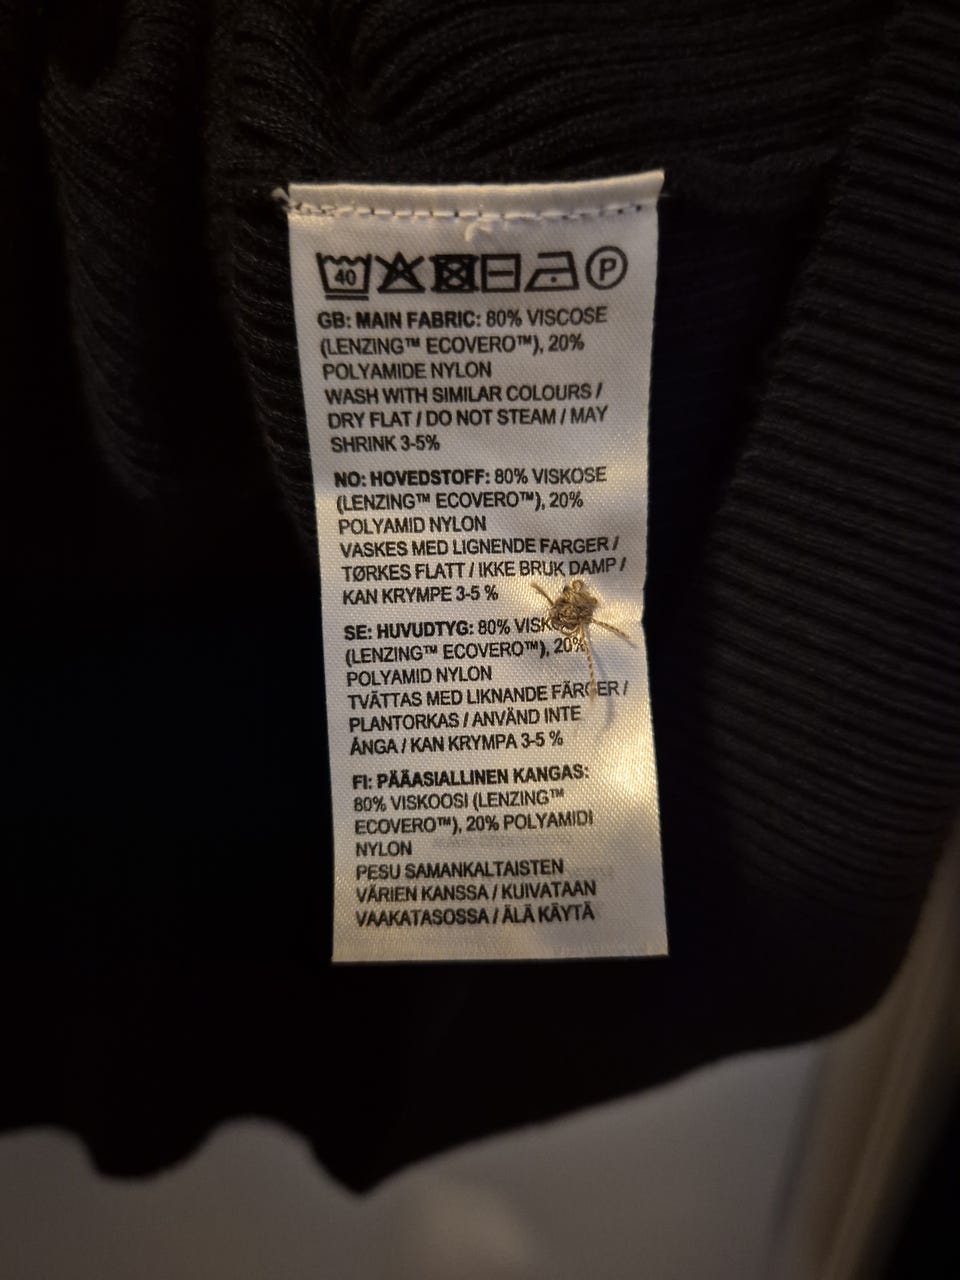 40 P
GB: MAIN FABRIC: 80% VISCOSE
(LENZING™ ECOVERO™), 20%
POLYAMIDE NYLON
WASH WITH SIMILAR COLOURS /
DRY FLAT / DO NOT STEAM / MAY
SHRINK 3-5%
NO: HOVEDSTOFF: 80% VISKOSE
(LENZING™ ECOVERO™), 20%
POLYAMID NYLON
VASKES MED LIGNENDE FARGER /
TØRKES FLATT / IKKE BRUK DAMP /
KAN KRYMPE 3-5 %
SE: HUVUDTYG: 80%
(LENZING™ ECOVERO™), 20%
POLYAMID NYLON
TVÄTTAS MED LIKNANDE FÄRGER /
PLANTORKAS / ANVÄND INTE
ÅNGA / KAN KRYMPA 3-5 %
FI: PÄÄASIALLINEN KANGAS:
80% VISKOOSI (LENZING™
ECOVERO™), 20% POLYAMIDI
NYLON
PESU SAMANKALTAISTEN
VÄRIEN KANSSA / KUIVATAAN
VAAKATASOSSA / ÄLÄ KÄYTÄ